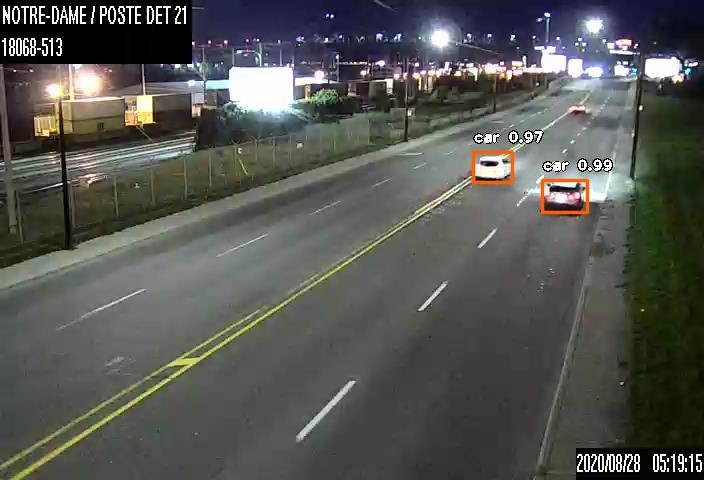 NOTRE-DAME / POSTE DET 21
18068-513
car 0.97
car 0.99
2020/08/28 05:19:15